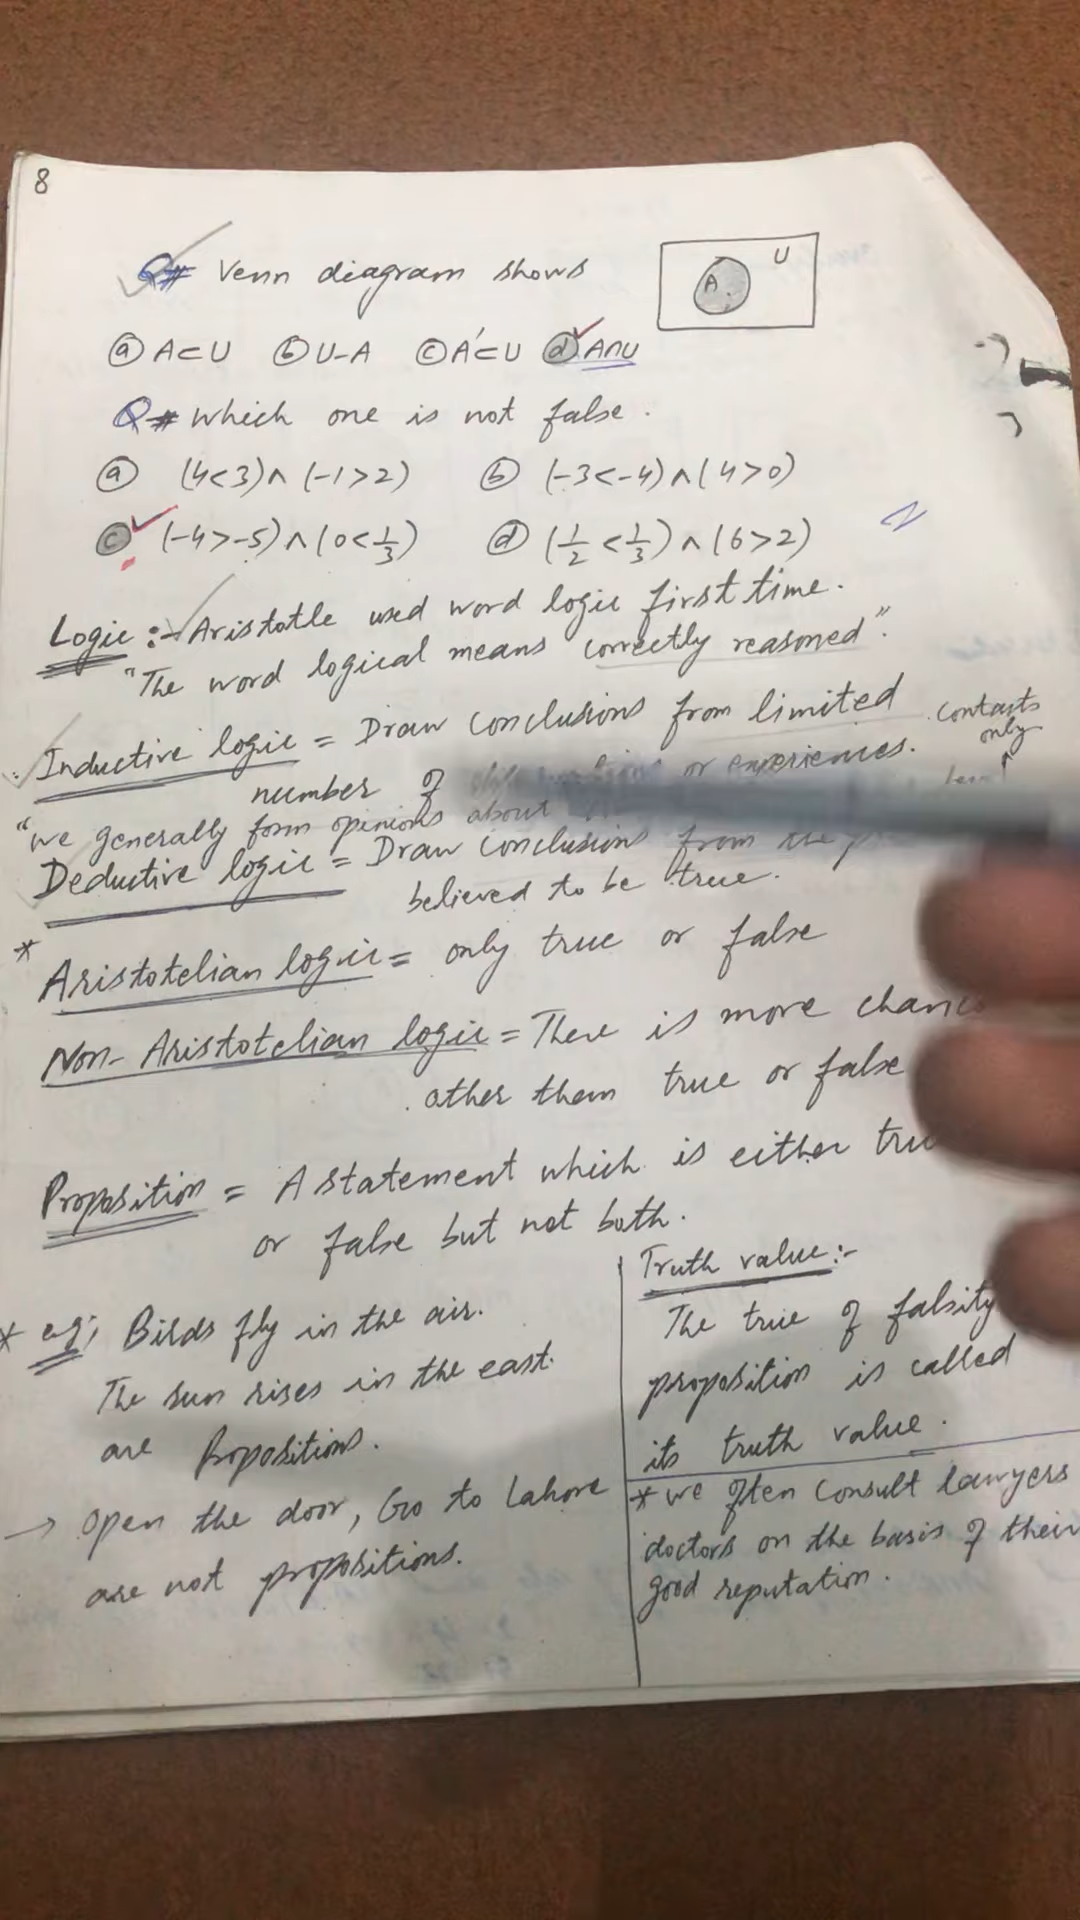 8
Q# Venn diagram shows
A U
ⓐ A⊂U ⓑ U-A ⓒ A'⊂U ⓓ A∩U
Q# which one is not false.
ⓐ (4<3)∧(-1>2) ⓑ (-3<-4)∧(4>0)
ⓒ (-4>-5)∧(0<1/3) ⓓ (1/2<1/3)∧(6>2)
Logic :- Aristotle used word logic first time.
"The word logical means "correctly reasoned".
Inductive logic = Draw conclusions from limited
number of or experiences.
contacts
only
"we generally form opinions about
Deductive logic = Draw conclusions from the
believed to be true.
* Aristotelian logic = only true or false
Non-Aristotelian logic = There is more chance
other them true or false
Proposition = A statement which is either true
or false but not both.
* eg; Birds fly in the air.
The sun rises in the east.
are Propositions.
→ open the door, Go to Lahore
are not propositions.
Truth value:-
The true of falsity
proposition is called
its truth value.
* we often consult lawyers
doctors on the basis of their
good reputation.